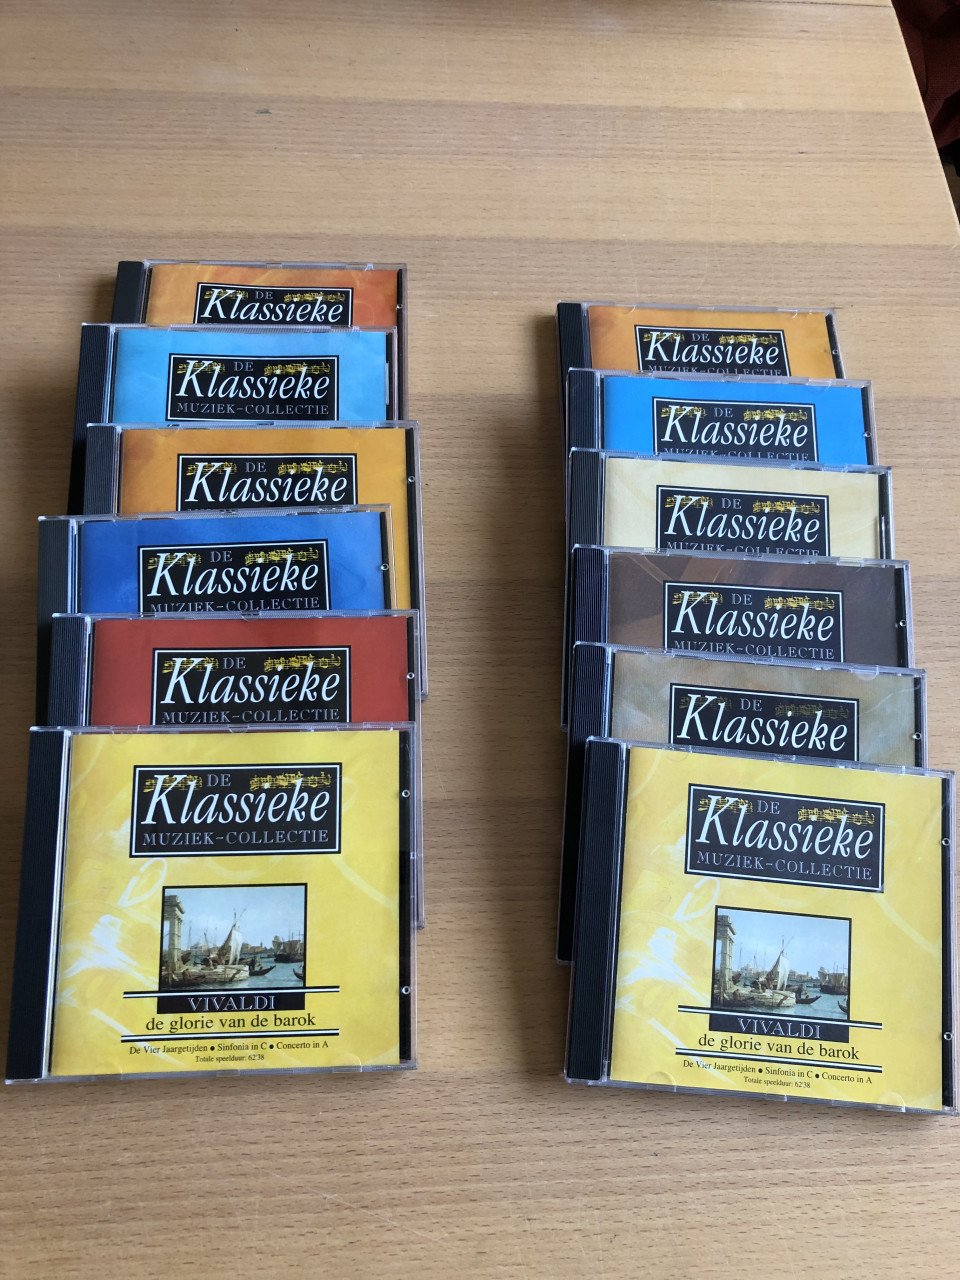 DE
Klassieke
DE
Klassieke
MUZIEK-COLLECTIE
DE
Klassieke
DE
Klassieke
MUZIEK-COLLECTIE
DE
Klassieke
MUZIEK-COLLECTIE
DE
Klassieke
MUZIEK-COLLECTIE
VIVALDI
de glorie van de barok
De Vier Jaargetijden ● Sinfonia in C ● Concerto in A
Totale speelduur: 62'38
DE
Klassieke
MUZIEK-COLLECTIE
DE
Klassieke
MUZIEK-COLLECTIE
DE
Klassieke
MUZIEK-COLLECTIE
DE
Klassieke
MUZIEK-COLLECTIE
DE
Klassieke
DE
Klassieke
MUZIEK-COLLECTIE
VIVALDI
de glorie van de barok
De Vier Jaargetijden ● Sinfonia in C ● Concerto in A
Totale speelduur: 62'38